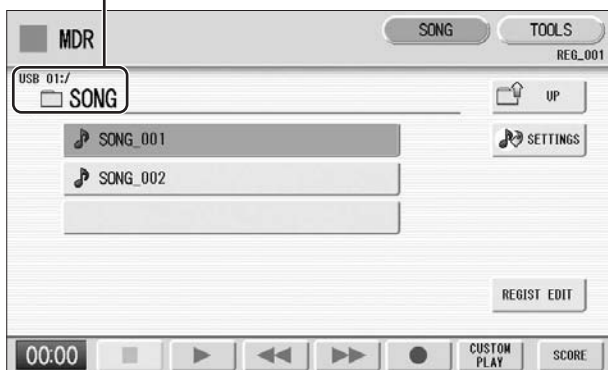 MDR
SONG
TOOLS
REG_001
USB 01:/
SONG
UP
SONG_001
SETTINGS
SONG_002
REGIST EDIT
00:00
CUSTOM
PLAY
SCORE